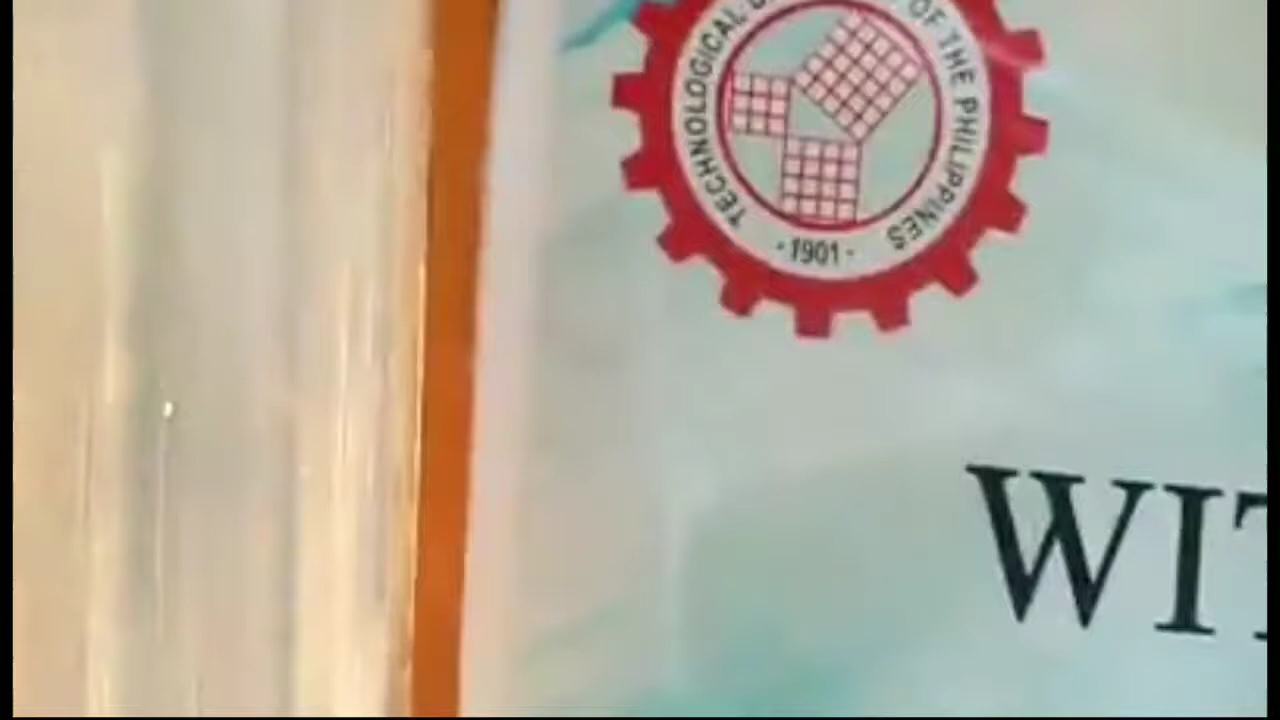 TECHNOLOGICAL
OF THE PHILIPPINES
· 1901 ·
WIT